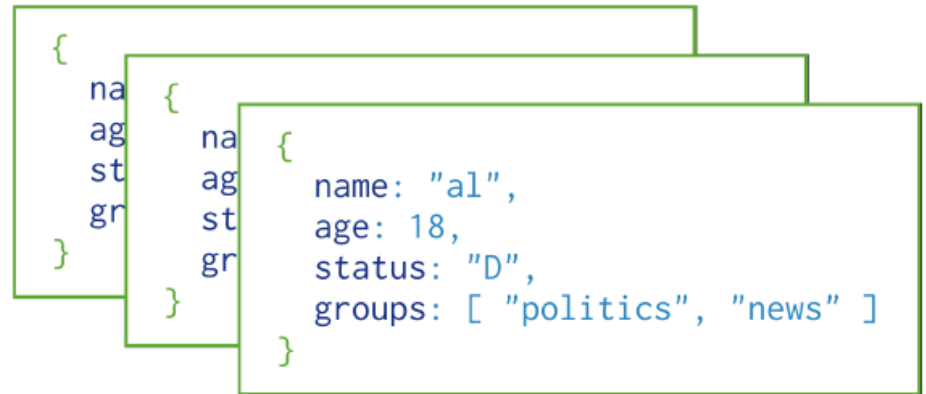 {
na
ag
st
gr
}
{
na
ag
st
gr
}
{
name: "al",
age: 18,
status: "D",
groups: [ "politics", "news" ]
}